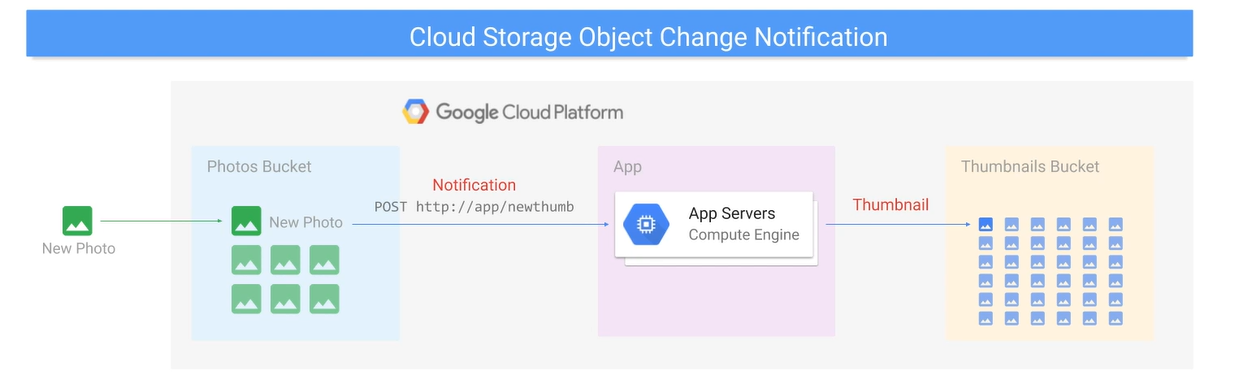 Cloud Storage Object Change Notification
Google Cloud Platform
Photos Bucket
New Photo
New Photo
Notification
POST http://app/newthumb
App
App Servers
Compute Engine
Thumbnail
Thumbnails Bucket